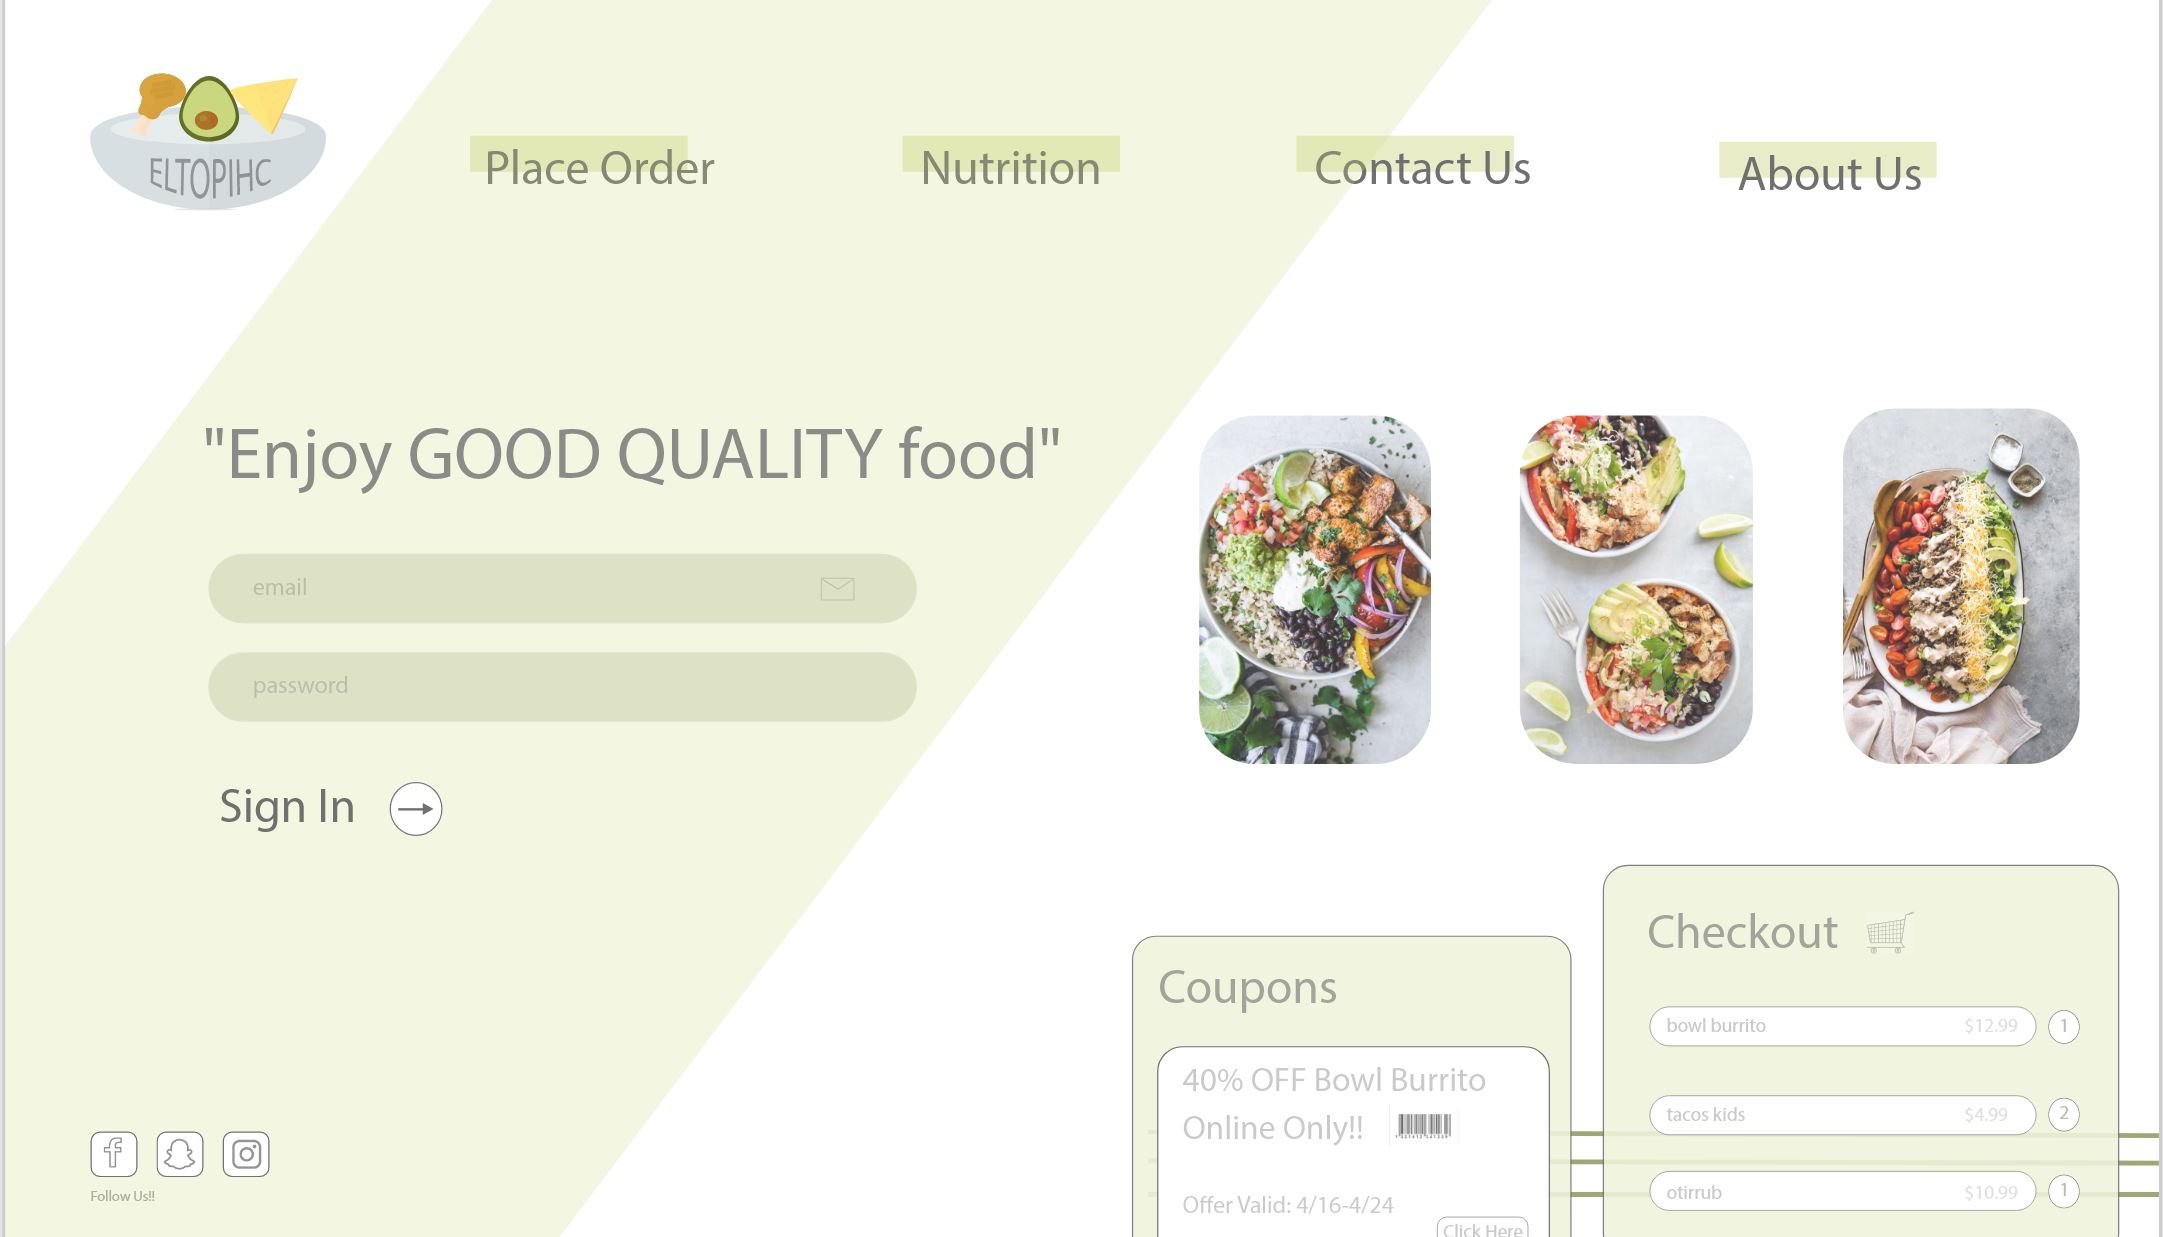 ELTOPIHC
Place Order
Nutrition
Contact Us
About Us
"Enjoy GOOD QUALITY food"
email
password
Sign In
Follow Us!!
Coupons
40% OFF Bowl Burrito
Online Only!!
Offer Valid: 4/16-4/24
Click Here
Checkout
bowl burrito $12.99 1
tacos kids $4.99 2
otirrub $10.99 1